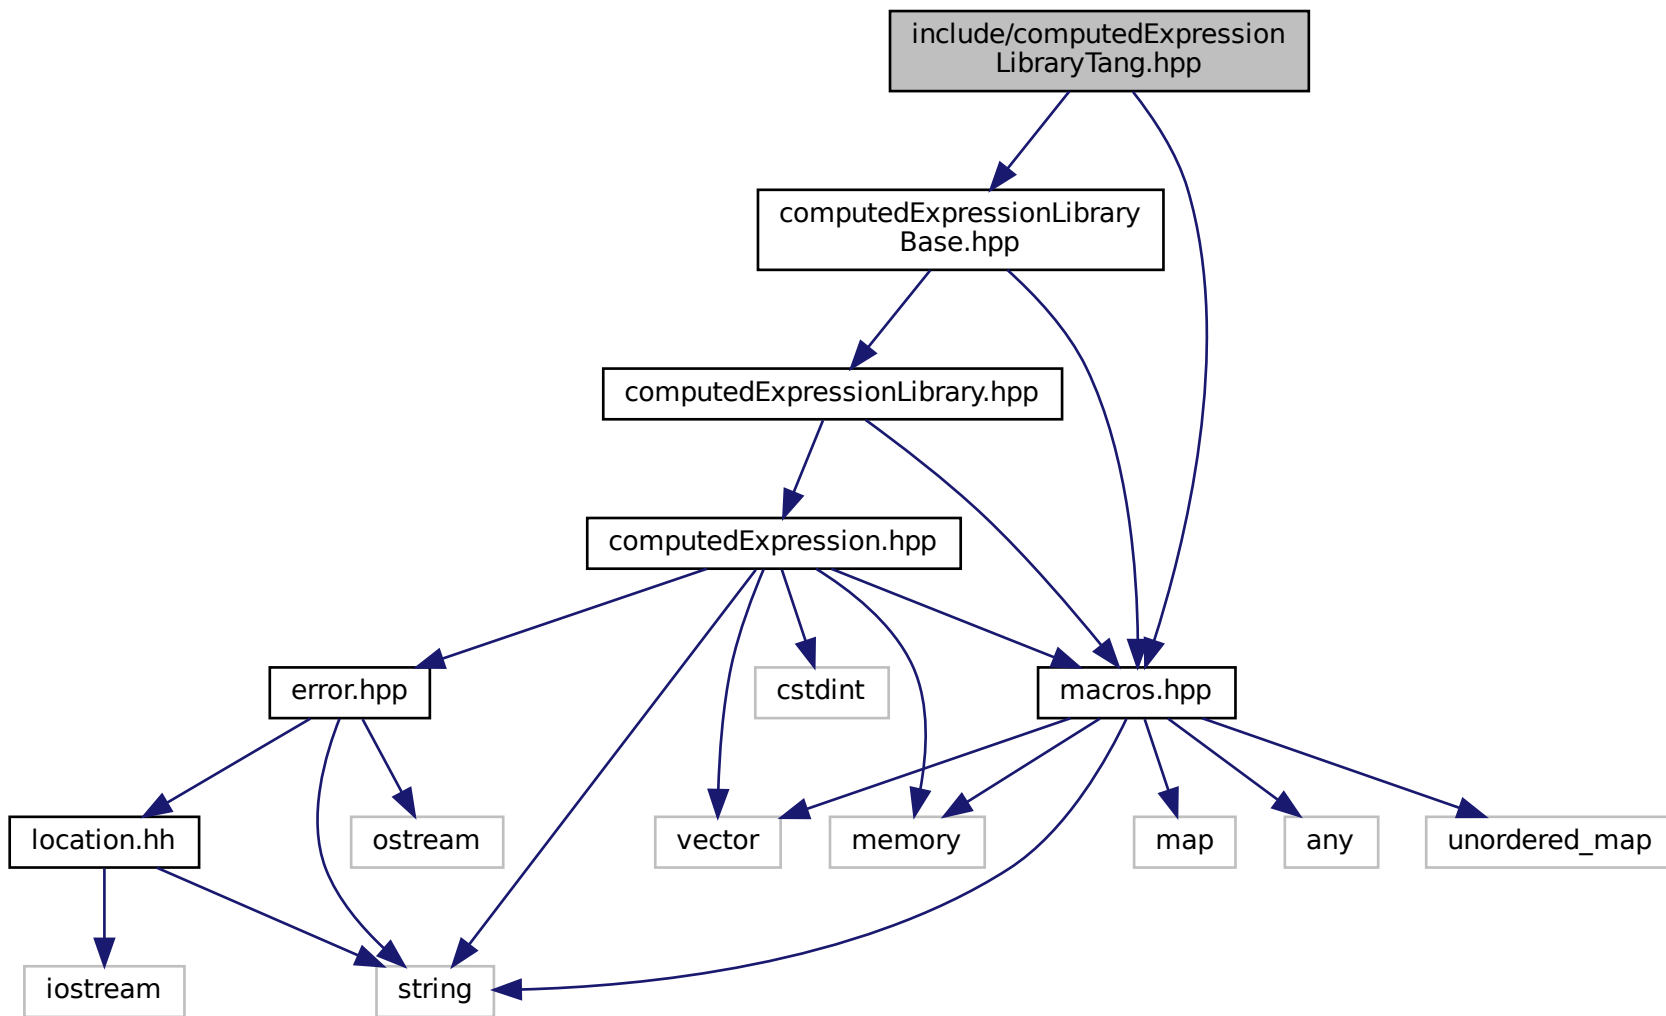 include/computedExpression
LibraryTang.hpp
computedExpressionLibrary
Base.hpp
computedExpressionLibrary.hpp
computedExpression.hpp
error.hpp
cstdint
macros.hpp
location.hh
ostream
vector
memory
map
any
unordered_map
iostream
string